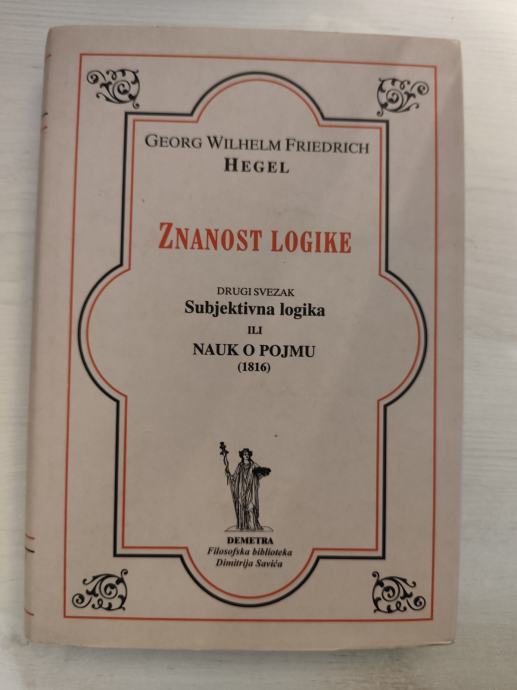 GEORG WILHELM FRIEDRICH
HEGEL
ZNANOST LOGIKE
DRUGI SVEZAK
Subjektivna logika
ILI
NAUK O POJMU
(1816)
DEMETRA
Filosofska biblioteka
Dimitrija Savića